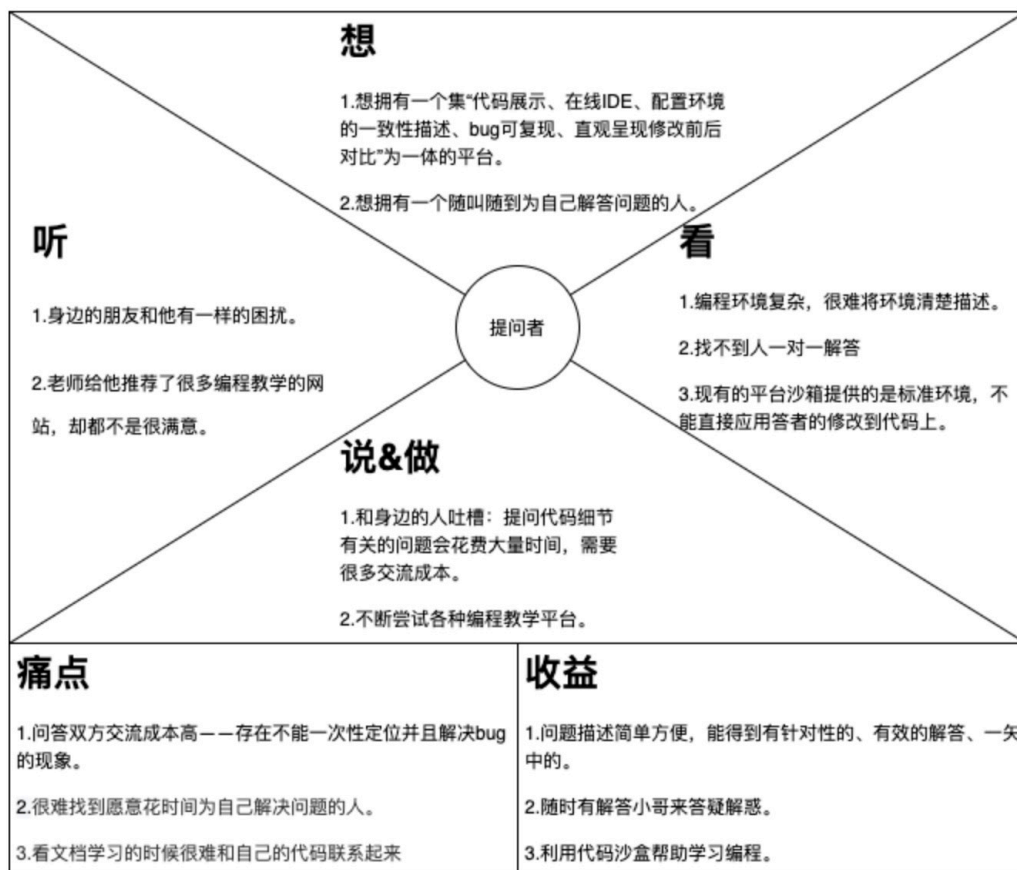 想
1.想拥有一个集“代码展示、在线IDE、配置环境
的一致性描述、bug可复现、直观呈现修改前后
对比”为一体的平台。
2.想拥有一个随叫随到为自己解答问题的人。
听
1.身边的朋友和他有一样的困扰。
2.老师给他推荐了很多编程教学的网
站，却都不是很满意。
提问者
看
1.编程环境复杂，很难将环境清楚描述。
2.找不到人一对一解答
3.现有的平台沙箱提供的是标准环境，不
能直接应用答者的修改到代码上。
说&做
1.和身边的人吐槽：提问代码细节
有关的问题会花费大量时间，需要
很多交流成本。
2.不断尝试各种编程教学平台。
痛点
1.问答双方交流成本高——存在不能一次性定位并且解决bug
的现象。
2.很难找到愿意花时间为自己解决问题的人。
3.看文档学习的时候很难和自己的代码联系起来
收益
1.问题描述简单方便，能得到有针对性的、有效的解答、一矢
中的。
2.随时有解答小哥来答疑解惑。
3.利用代码沙盒帮助学习编程。